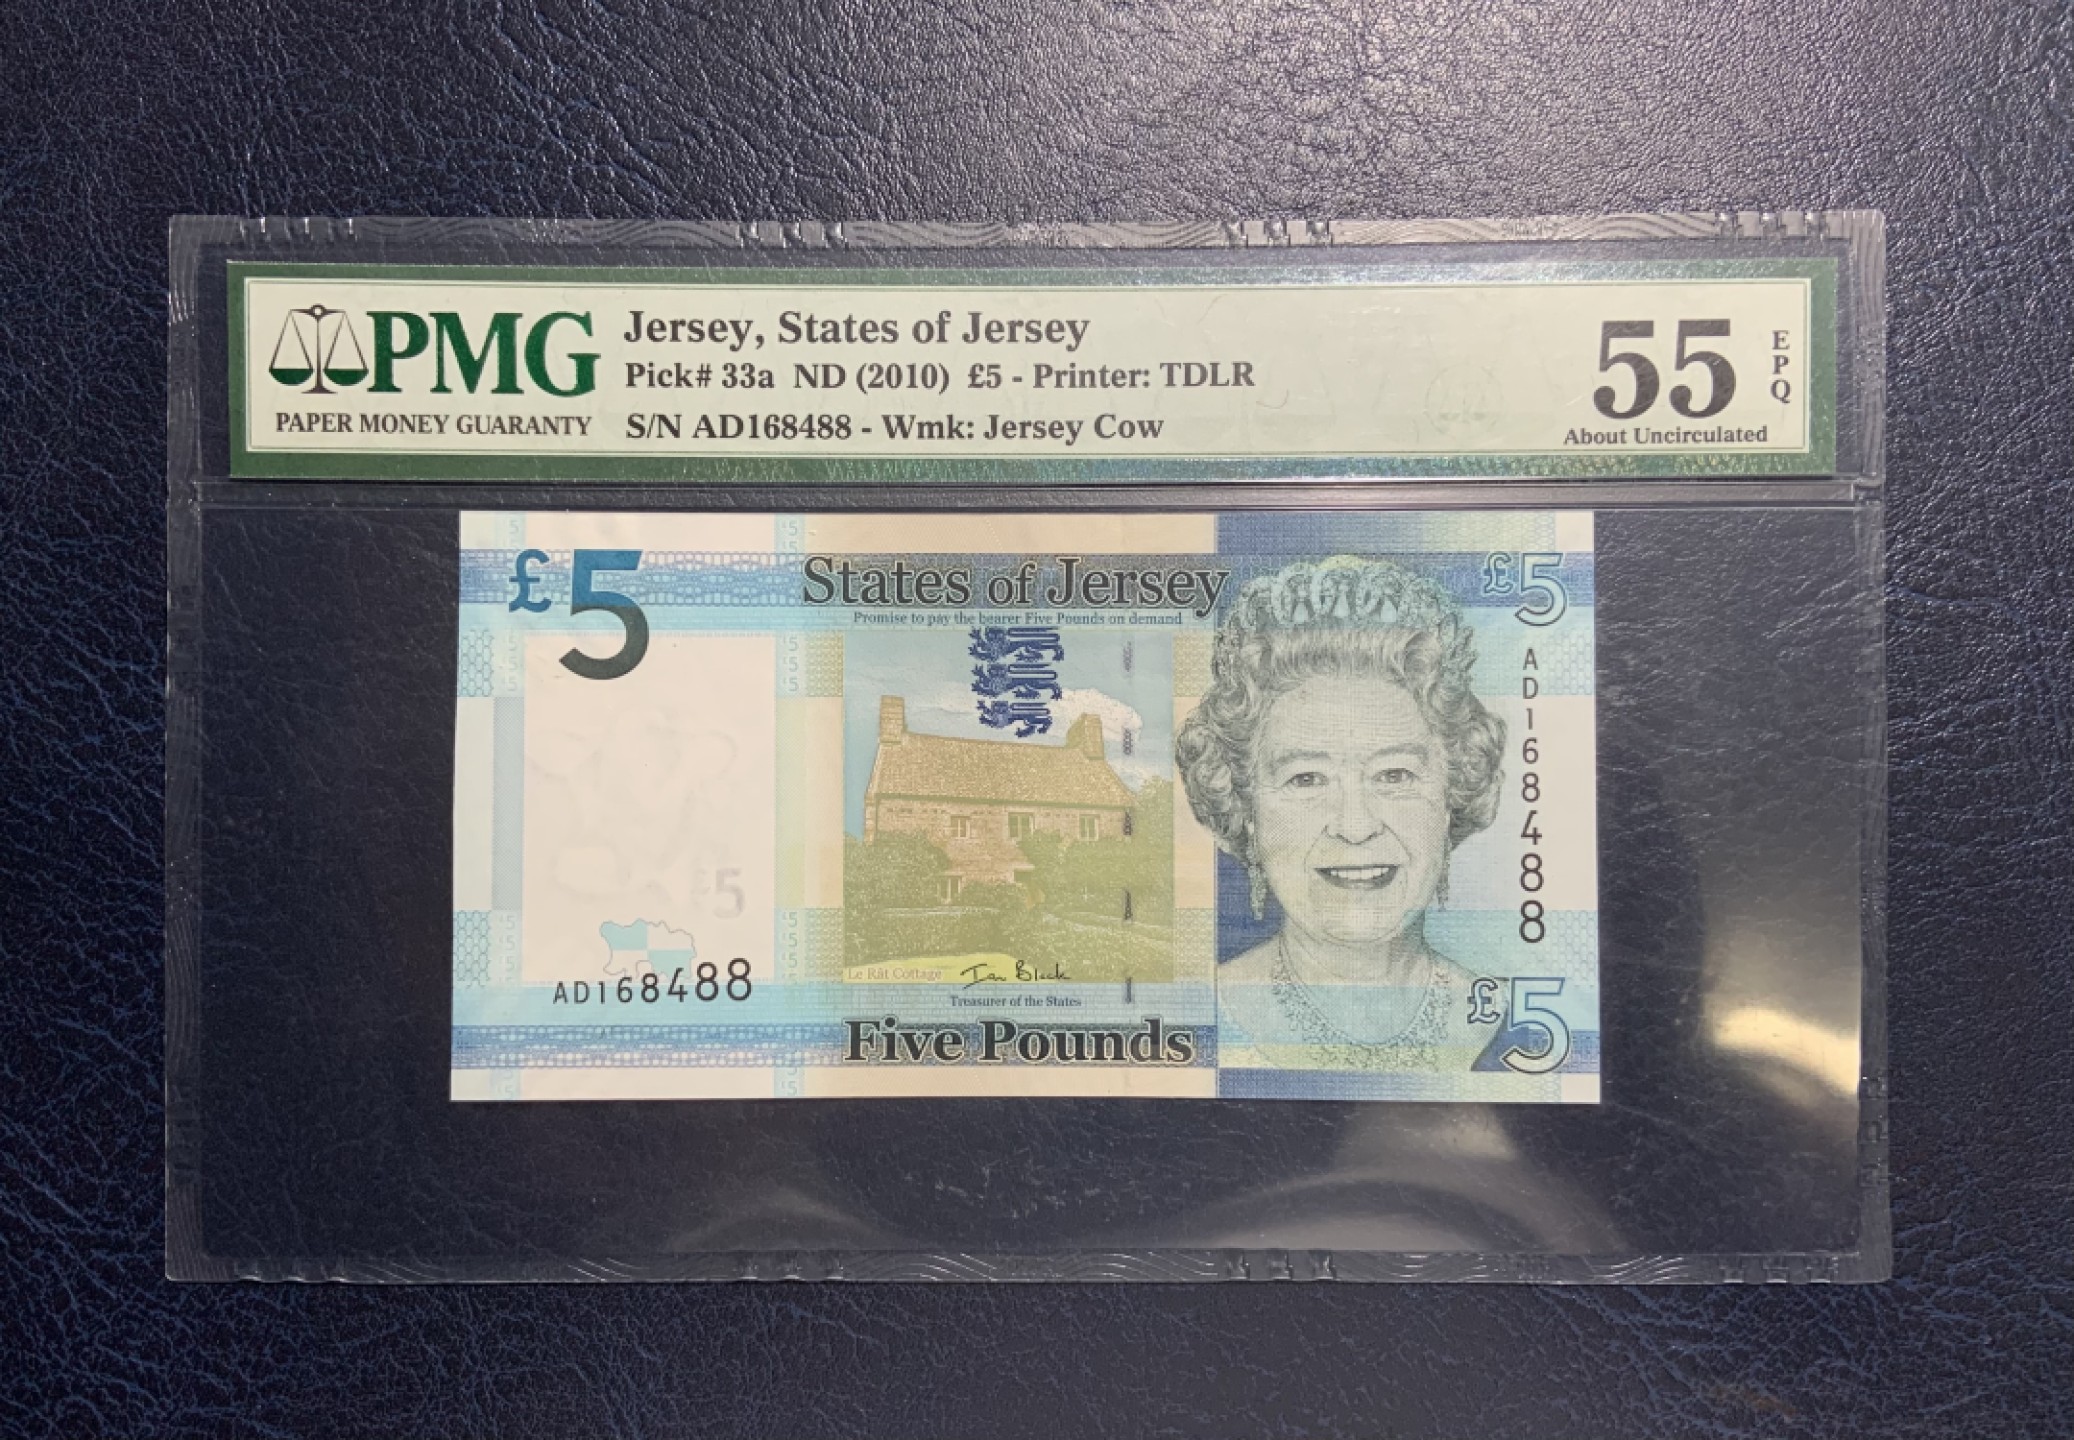 PMG
PAPER MONEY GUARANTY
Jersey, States of Jersey
Pick# 33a ND (2010) £5 - Printer: TDLR
S/N AD168488 - Wmk: Jersey Cow
55
EPQ
About Uncirculated
£5
States of Jersey
Promise to pay the bearer Five Pounds on demand
£5
AD168488
£5
AD168488
Le Rât Cottage
Ian Black
Treasurer of the States
Five Pounds
£5